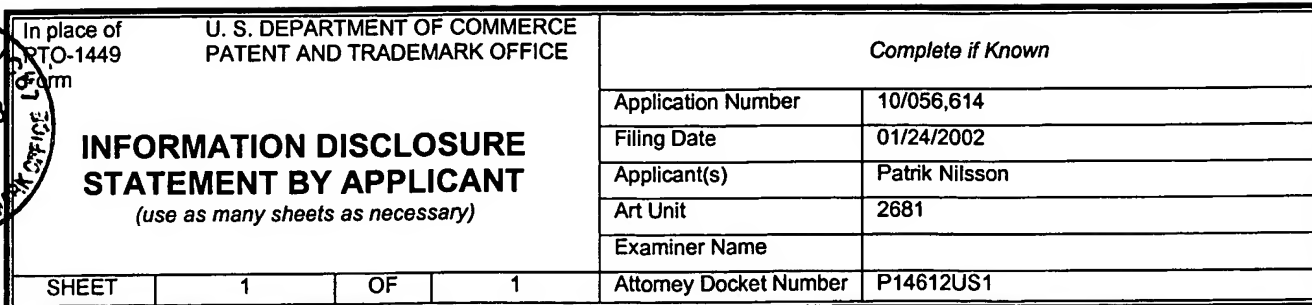 In place of U. S. DEPARTMENT OF COMMERCE
PTO-1449 PATENT AND TRADEMARK OFFICE
Form
INFORMATION DISCLOSURE
STATEMENT BY APPLICANT
(use as many sheets as necessary)
SHEET 1 OF 1
Complete if Known
Application Number 10/056,614
Filing Date 01/24/2002
Applicant(s) Patrik Nilsson
Art Unit 2681
Examiner Name
Attorney Docket Number P14612US1